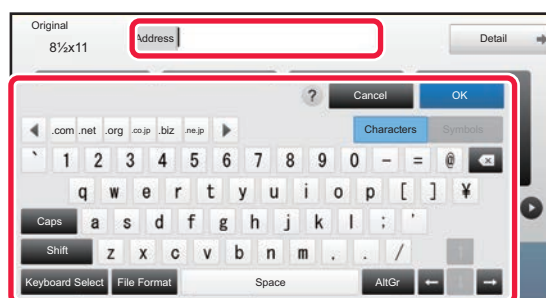 Original
8½x11
Address
Detail
? Cancel OK
.com .net .org .co.jp .biz .ne.jp
Characters Symbols
` 1 2 3 4 5 6 7 8 9 0 - = @
q w e r t y u i o p [ ] ¥
Caps a s d f g h j k l ; '
Shift z x c v b n m . . /
Keyboard Select File Format Space AltGr